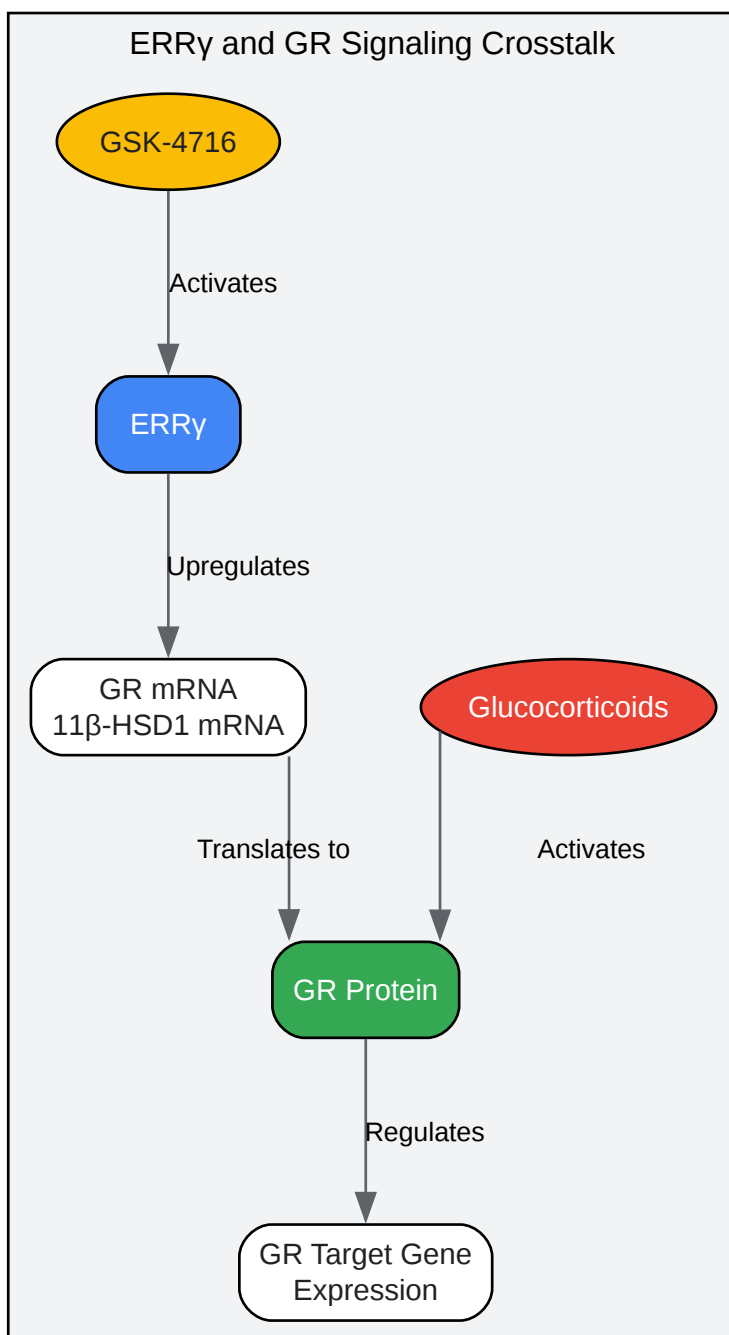 ERRγ and GR Signaling Crosstalk
GSK-4716
Activates
ERRγ
Upregulates
GR mRNA
11β-HSD1 mRNA
Glucocorticoids
Translates to
Activates
GR Protein
Regulates
GR Target Gene
Expression